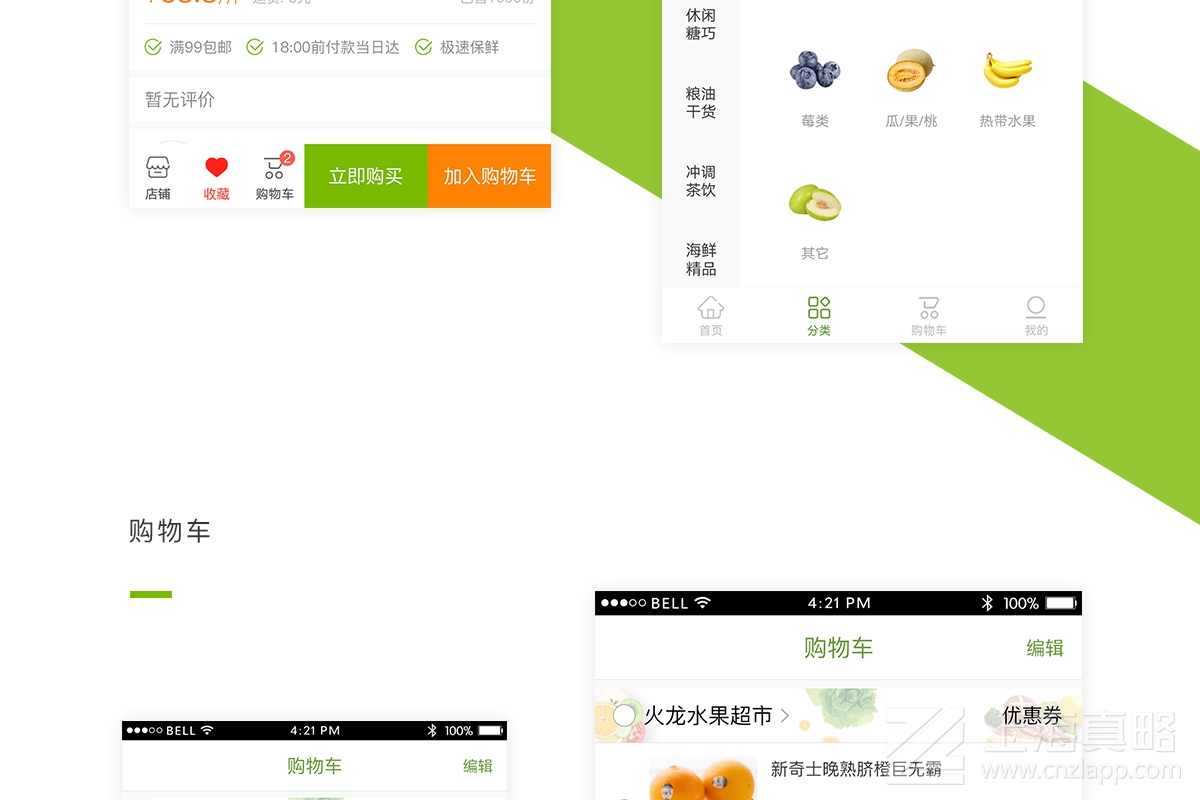 满99包邮 18:00前付款当日达 极速保鲜
暂无评价
店铺 收藏 购物车 2 立即购买 加入购物车
休闲
糖巧
粮油
干货
冲调
茶饮
海鲜
精品
莓类 瓜/果/桃 热带水果
其它
首页 分类 购物车 我的
购物车
BELL 4:21 PM 100%
购物车 编辑
火龙水果超市 优惠券
新奇士晚熟脐橙巨无霸
BELL 4:21 PM 100%
购物车 编辑
上海真略
www.cnzlapp.com